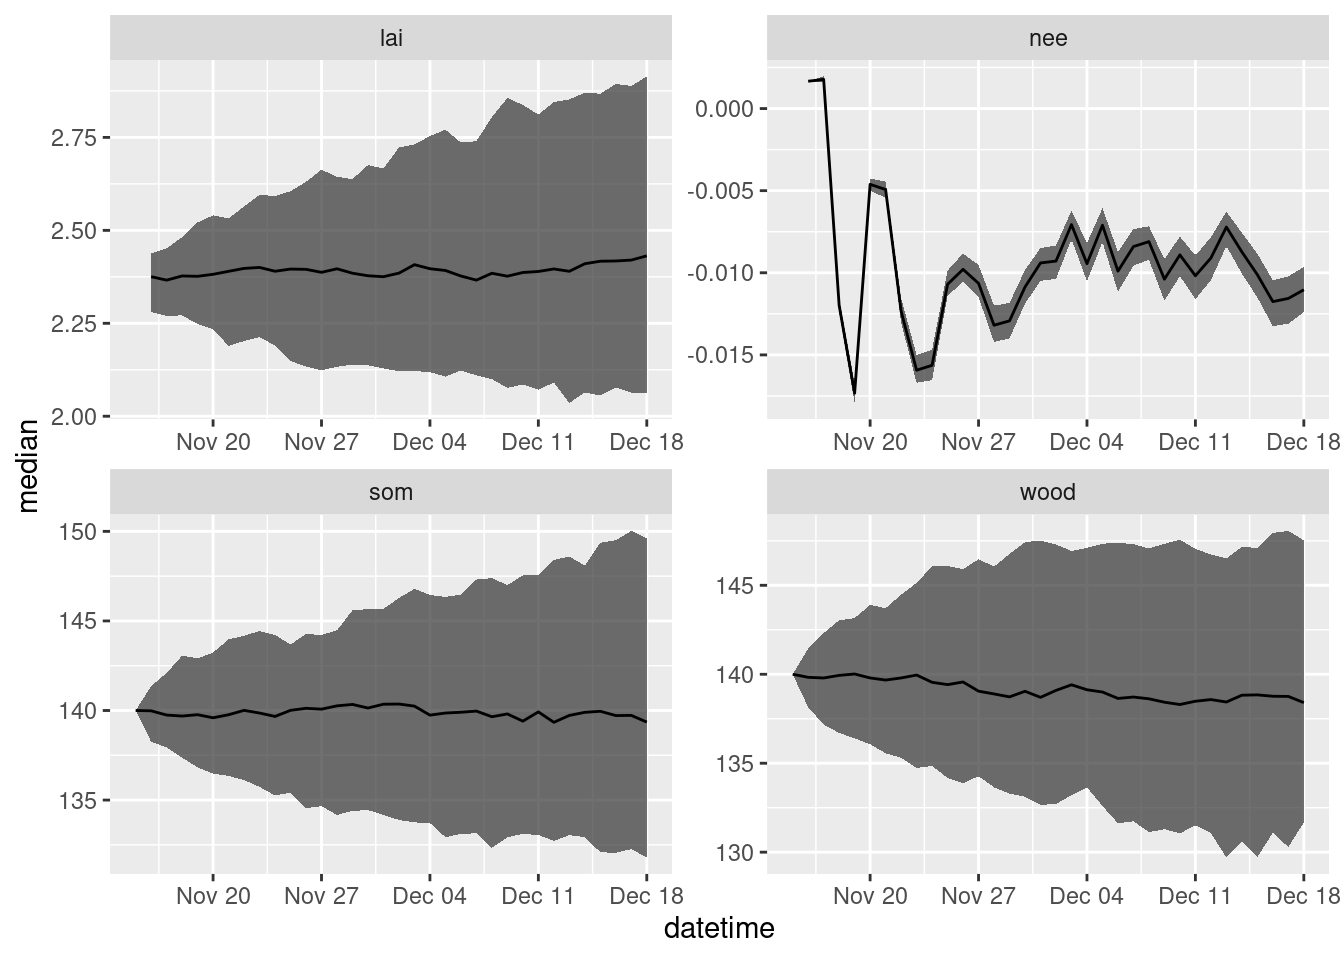 lai
nee
2.75
2.50
2.25
2.00
0.000
-0.005
-0.010
-0.015
Nov 20 Nov 27 Dec 04 Dec 11 Dec 18
Nov 20 Nov 27 Dec 04 Dec 11 Dec 18
median
som
wood
150
145
140
135
145
140
135
130
Nov 20 Nov 27 Dec 04 Dec 11 Dec 18
Nov 20 Nov 27 Dec 04 Dec 11 Dec 18
datetime